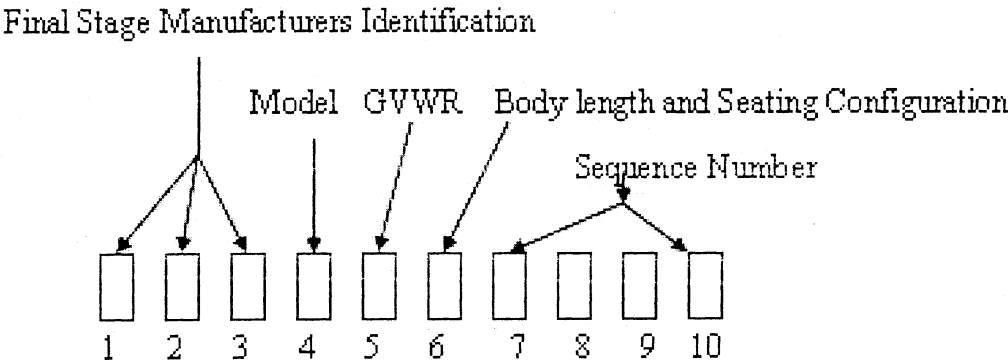 Final Stage Manufacturers Identification
Model GVWR Body length and Seating Configuration
Sequence Number
1 2 3 4 5 6 7 8 9 10